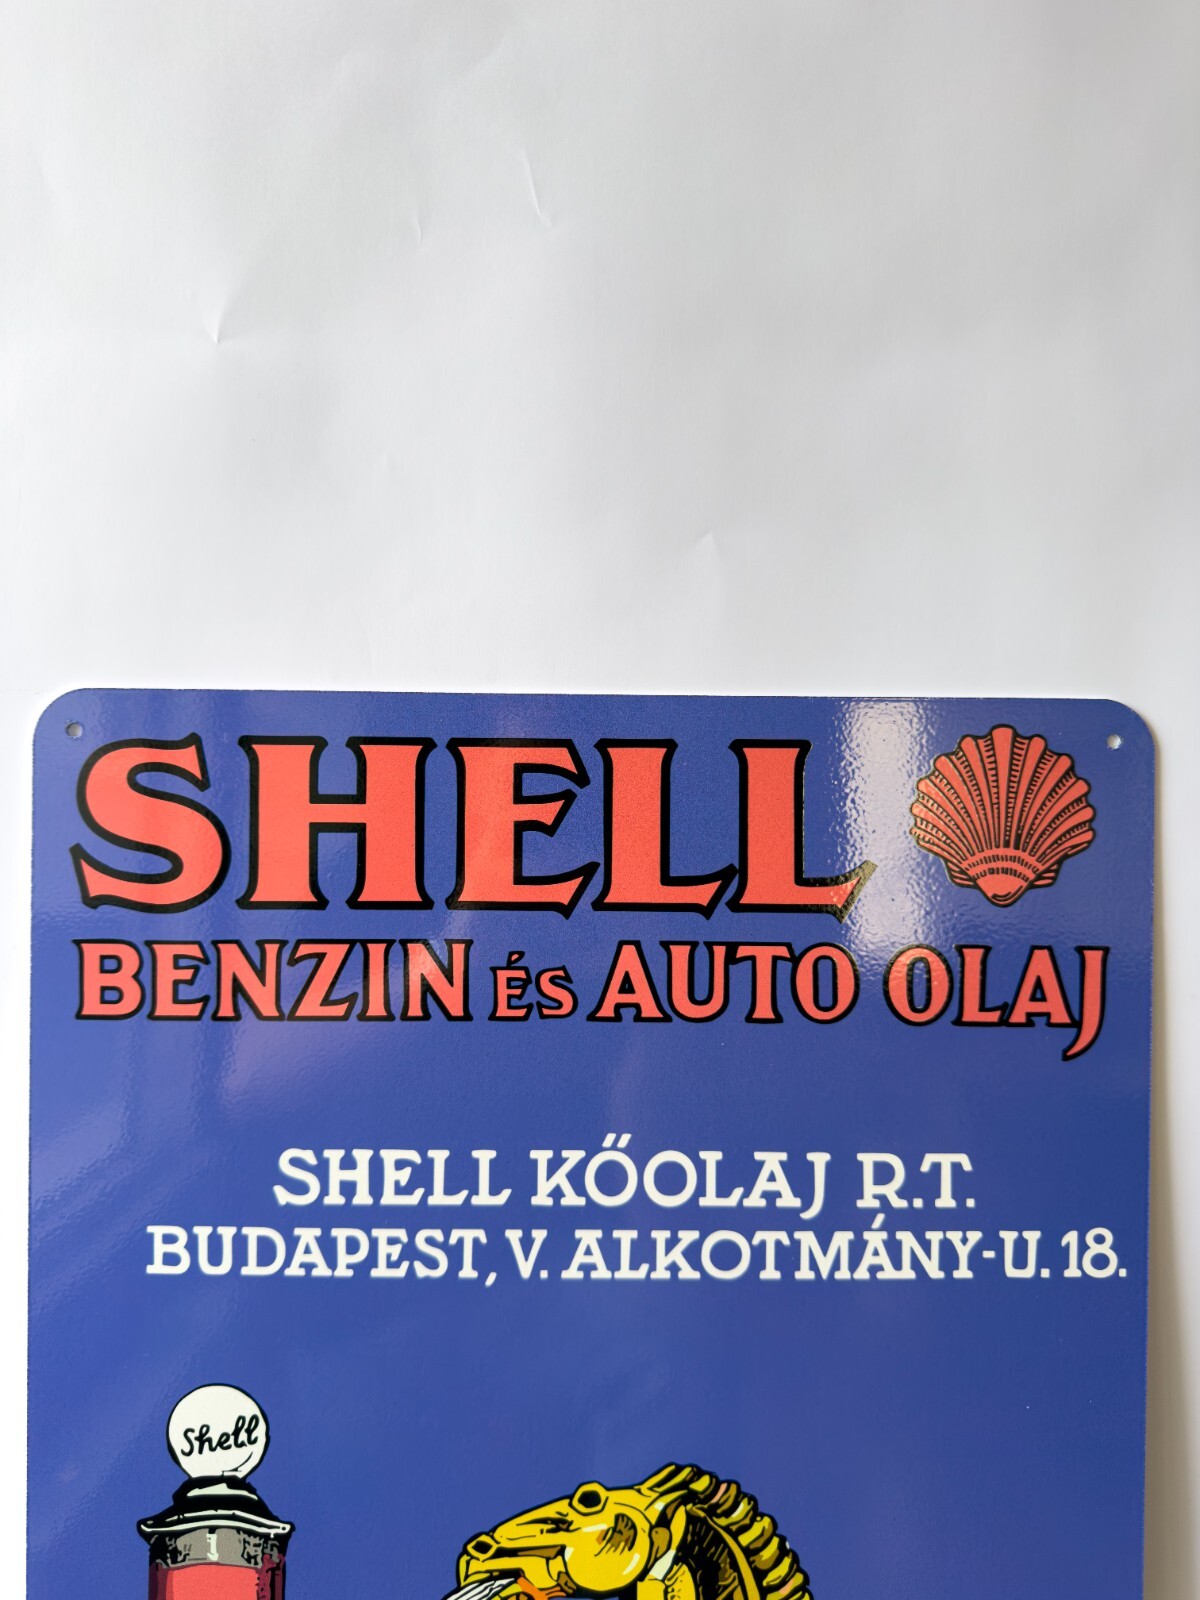 SHELL
BENZIN ÉS AUTO OLAJ
SHELL KŐOLAJ R.T.
BUDAPEST, V. ALKOTMÁNY-U. 18.
Shell